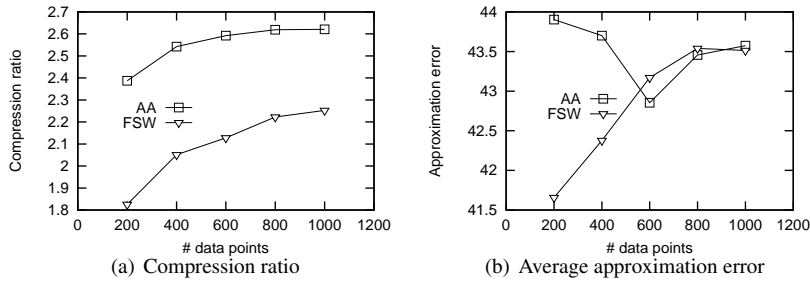 2.7
2.6
2.5
2.4
2.3
2.2
2.1
2
1.9
1.8
Compression ratio
AA
FSW
0 200 400 600 800 1000 1200
# data points
(a) Compression ratio
44
43.5
43
42.5
42
41.5
Approximation error
AA
FSW
0 200 400 600 800 1000 1200
# data points
(b) Average approximation error